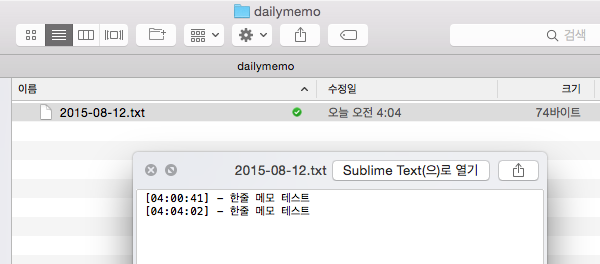 dailymemo
검색
dailymemo
이름 수정일 크기
2015-08-12.txt 오늘 오전 4:04 74바이트
2015-08-12.txt Sublime Text(으)로 열기
[04:00:41] – 한줄 메모 테스트
[04:04:02] – 한줄 메모 테스트